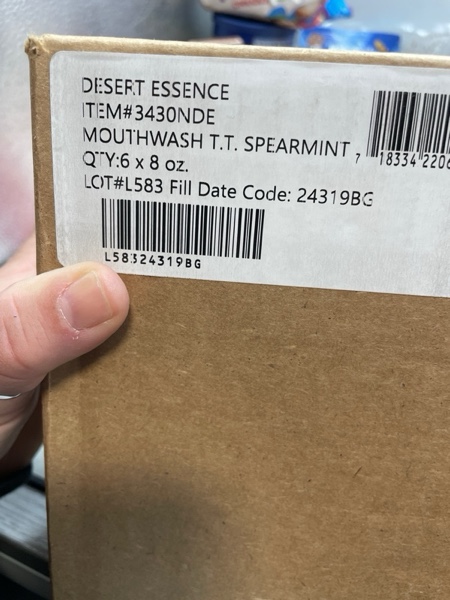 DESERT ESSENCE
ITEM#3430NDE
MOUTHWASH T.T. SPEARMINT
QTY:6 x 8 oz.
LOT#L583 Fill Date Code: 24319BG
L58324319BG
7 18334 2206